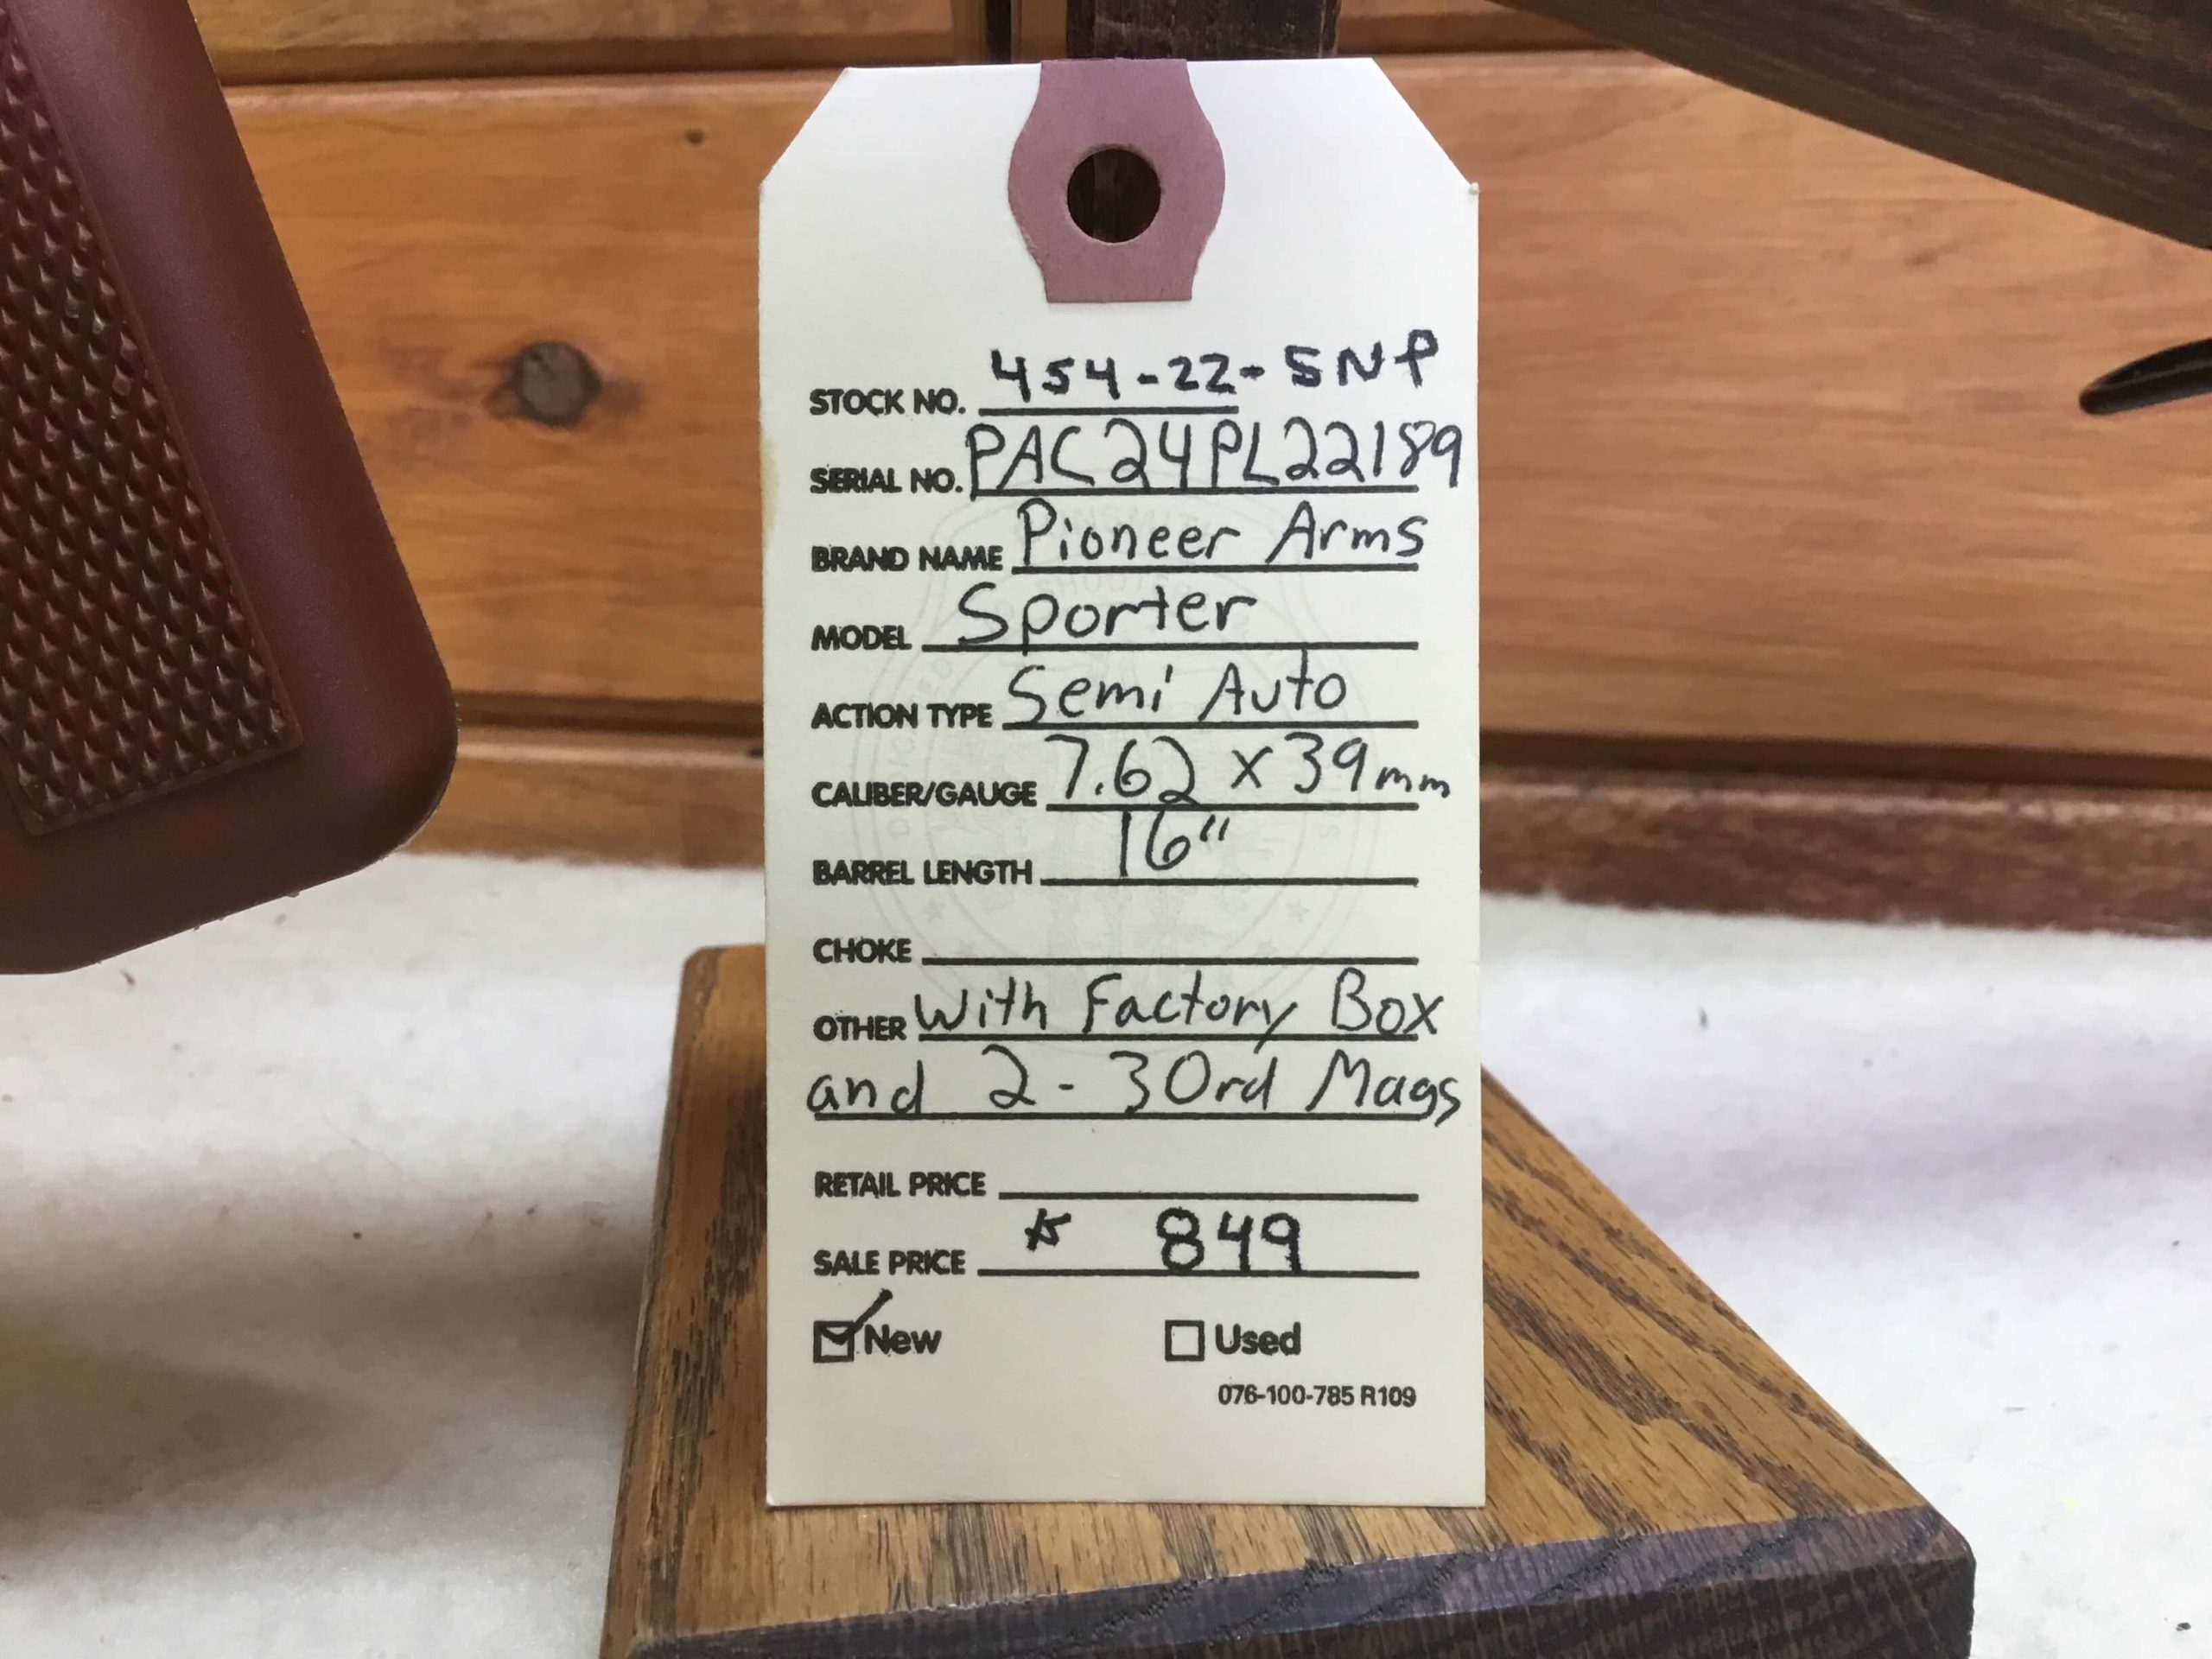 STOCK NO. 454-22-SNP
SERIAL NO. PAC24PL22189
BRAND NAME Pioneer Arms
MODEL Sporter
ACTION TYPE Semi Auto
CALIBER/GAUGE 7.62 x 39mm
BARREL LENGTH 16"
CHOKE
OTHER With Factory Box
and 2 - 30rd Mags
RETAIL PRICE
SALE PRICE 849
New Used
076-100-785 R109